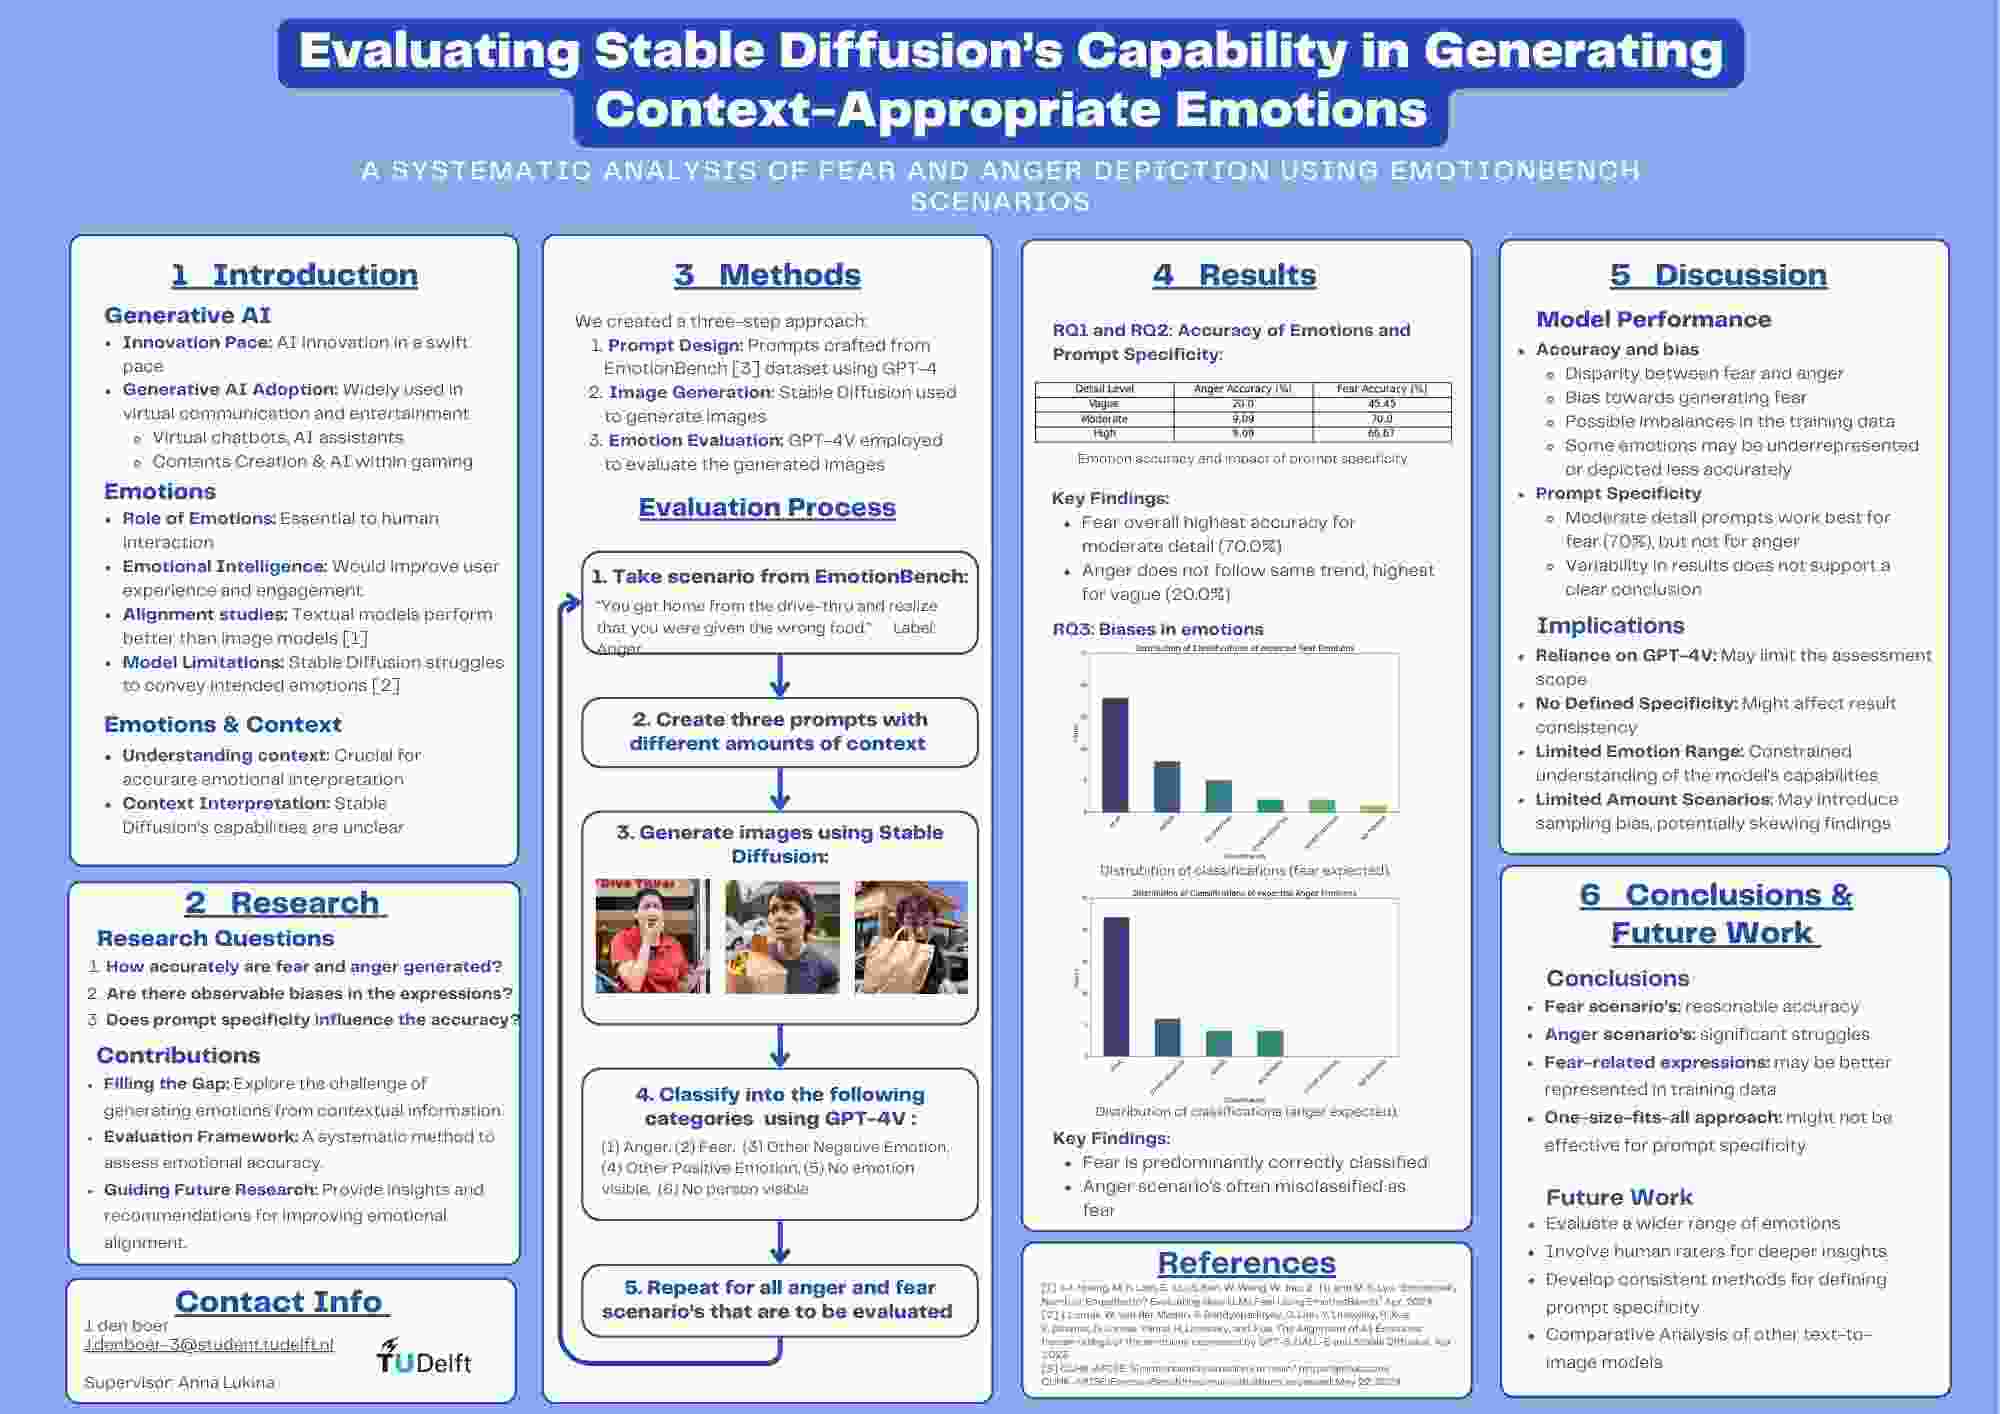 Evaluating Stable Diffusion's Capability in Generating
Context-Appropriate Emotions
A SYSTEMATIC ANALYSIS OF FEAR AND ANGER DEPICTION USING EMOTIONBENCH
SCENARIOS
1 Introduction
Generative AI
• Innovation Pace: AI innovation in a swift
pace
• Generative AI Adoption: Widely used in
virtual communication and entertainment
◦ Virtual chatbots, AI assistants
◦ Contents Creation & AI within gaming
Emotions
• Role of Emotions: Essential to human
interaction
• Emotional Intelligence: Would improve user
experience and engagement.
• Alignment studies: Textual models perform
better than image models [1]
• Model Limitations: Stable Diffusion struggles
to convey intended emotions [2]
Emotions & Context
• Understanding context: Crucial for
accurate emotional interpretation
• Context Interpretation: Stable
Diffusion's capabilities are unclear
2 Research
Research Questions
1. How accurately are fear and anger generated?
2. Are there observable biases in the expressions?
3. Does prompt specificity influence the accuracy?
Contributions
• Filling the Gap: Explore the challenge of
generating emotions from contextual information.
• Evaluation Framework: A systematic method to
assess emotional accuracy.
• Guiding Future Research: Provide insights and
recommendations for improving emotional
alignment.
Contact Info
J. den boer
J.denboer-3@student.tudelft.nl
TUDelft
Supervisor: Anna Lukina
3 Methods
We created a three-step approach:
1. Prompt Design: Prompts crafted from
EmotionBench [3] dataset using GPT-4
2. Image Generation: Stable Diffusion used
to generate images
3. Emotion Evaluation: GPT-4V employed
to evaluate the generated images
Evaluation Process
1. Take scenario from EmotionBench:
"You get home from the drive-thru and realize
that you were given the wrong food." Label:
Anger
2. Create three prompts with
different amounts of context
3. Generate images using Stable
Diffusion:
4. Classify into the following
categories using GPT-4V :
(1) Anger, (2) Fear, (3) Other Negative Emotion,
(4) Other Positive Emotion, (5) No emotion
visible, (6) No person visible
5. Repeat for all anger and fear
scenario's that are to be evaluated
4 Results
RQ1 and RQ2: Accuracy of Emotions and
Prompt Specificity:
Detail Level Anger Accuracy (%) Fear Accuracy (%)
Vague 20.0 45.45
Moderate 9.09 70.0
High 9.09 66.67
Emotion accuracy and impact of prompt specificity
Key Findings:
• Fear overall highest accuracy for
moderate detail (70.0%)
• Anger does not follow same trend, highest
for vague (20.0%)
RQ3: Biases in emotions
Distribution of Classifications of expected Fear Emotions
Distrubition of classifications (fear expected)
Distribution of Classifications of expected Anger Emotions
Distribution of classifications (anger expected)
Key Findings:
• Fear is predominantly correctly classified
• Anger scenario's often misclassified as
fear
References
5 Discussion
Model Performance
• Accuracy and bias
◦ Disparity between fear and anger
◦ Bias towards generating fear
◦ Possible imbalances in the training data
◦ Some emotions may be underrepresented
or depicted less accurately
• Prompt Specificity
◦ Moderate detail prompts work best for
fear (70%), but not for anger
◦ Variability in results does not support a
clear conclusion
Implications
• Reliance on GPT-4V: May limit the assessment
scope
• No Defined Specificity: Might affect result
consistency
• Limited Emotion Range: Constrained
understanding of the model's capabilities
• Limited Amount Scenarios: May introduce
sampling bias, potentially skewing findings
6 Conclusions &
Future Work
Conclusions
• Fear scenario's: reasonable accuracy
• Anger scenario's: significant struggles
• Fear-related expressions: may be better
represented in training data
• One-size-fits-all approach: might not be
effective for prompt specificity
Future Work
• Evaluate a wider range of emotions
• Involve human raters for deeper insights
• Develop consistent methods for defining
prompt specificity
• Comparative Analysis of other text-to-
image models